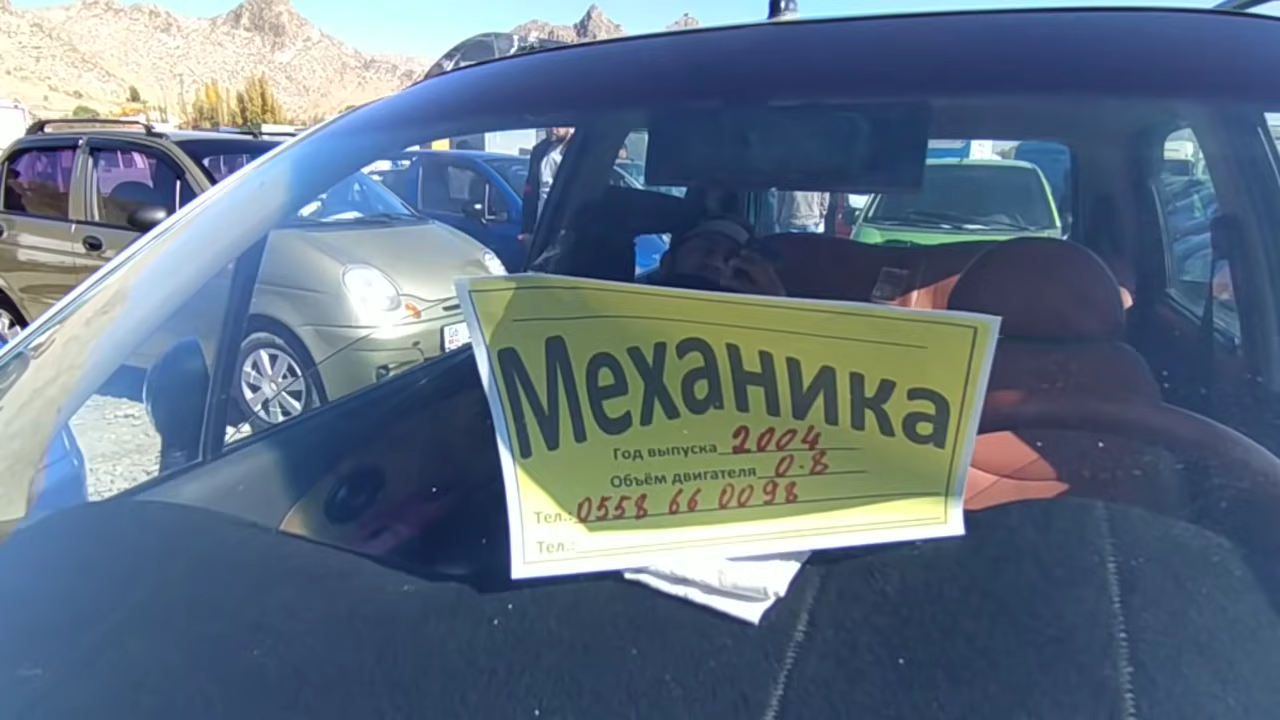 Механика
Год выпуска 2004
Объём двигателя 0.8
Тел.: 0558 66 0098
Тел.: